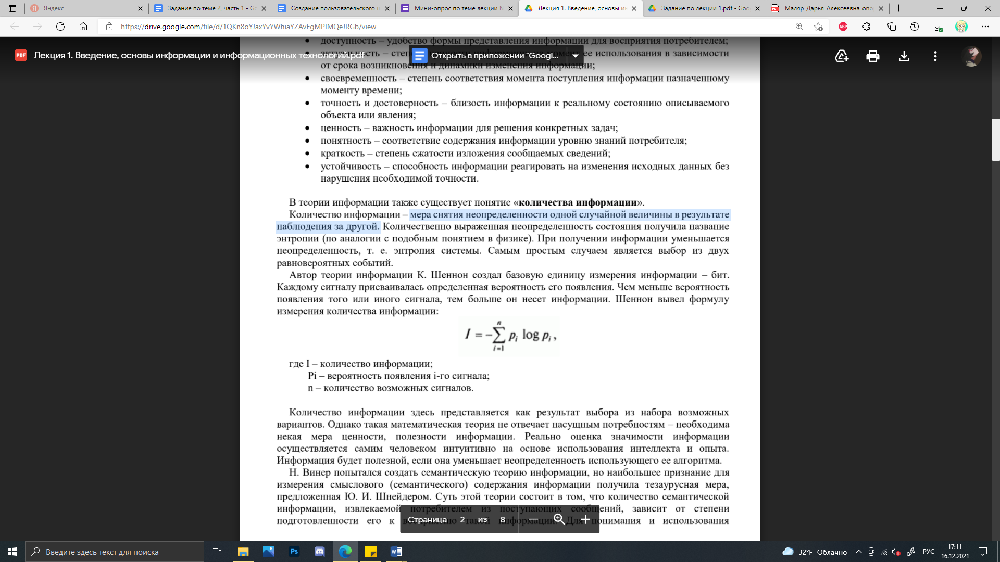 Яндекс
Задание по теме 2, часть 1 - Go
Создание пользовательского ц
Мини-опрос по теме лекции N
Лекция 1. Введение, основы ин
Задание по лекции 1.pdf - Goo
Маляр_Дарья_Алексеевна_опо
https://drive.google.com/file/d/1QKn8oYJaxYvYWhiaYZAvEgMPIMQeJRGb/view
ABP
доступность – удобство формы представления информации для восприятия потребителем;
PDF Лекция 1. Введение, основы информации и информационных технологий.pdf
Открыть в приложении "Googl...
ее использования в зависимости
от срока возникновения и динамики изменения информации;
• своевременность – степень соответствия момента поступления информации назначенному
моменту времени;
• точность и достоверность – близость информации к реальному состоянию описываемого
объекта или явления;
• ценность – важность информации для решения конкретных задач;
• понятность – соответствие содержания информации уровню знаний потребителя;
• краткость – степень сжатости изложения сообщаемых сведений;
• устойчивость – способность информации реагировать на изменения исходных данных без
нарушения необходимой точности.
В теории информации также существует понятие «количества информации».
Количество информации – мера снятия неопределенности одной случайной величины в результате
наблюдения за другой. Количественно выраженная неопределенность состояния получила название
энтропии (по аналогии с подобным понятием в физике). При получении информации уменьшается
неопределенность, т. е. энтропия системы. Самым простым случаем является выбор из двух
равновероятных событий.
Автор теории информации К. Шеннон создал базовую единицу измерения информации – бит.
Каждому сигналу присваивалась определенная вероятность его появления. Чем меньше вероятность
появления того или иного сигнала, тем больше он несет информации. Шеннон вывел формулу
измерения количества информации:
I = -∑ⁿᵢ₌₁ pᵢ log pᵢ,
где I – количество информации;
Pi – вероятность появления i-го сигнала;
n – количество возможных сигналов.
Количество информации здесь представляется как результат выбора из набора возможных
вариантов. Однако такая математическая теория не отвечает насущным потребностям – необходима
некая мера ценности, полезности информации. Реально оценка значимости информации
осуществляется самим человеком интуитивно на основе использования интеллекта и опыта.
Информация будет полезной, если она уменьшает неопределенность использующего ее алгоритма.
Н. Винер попытался создать семантическую теорию информации, но наибольшее признание для
измерения смыслового (семантического) содержания информации получила тезаурусная мера,
предложенная Ю. И. Шнейдером. Суть этой теории состоит в том, что количество семантической
информации, извлекаемой потребителем из поступающих сообщений, зависит от степени
подготовленности его к восприятию такой информации. Для понимания и использования
Страница 2 из 8
Введите здесь текст для поиска
Ps
32°F Облачно
РУС
17:11
16.12.2021